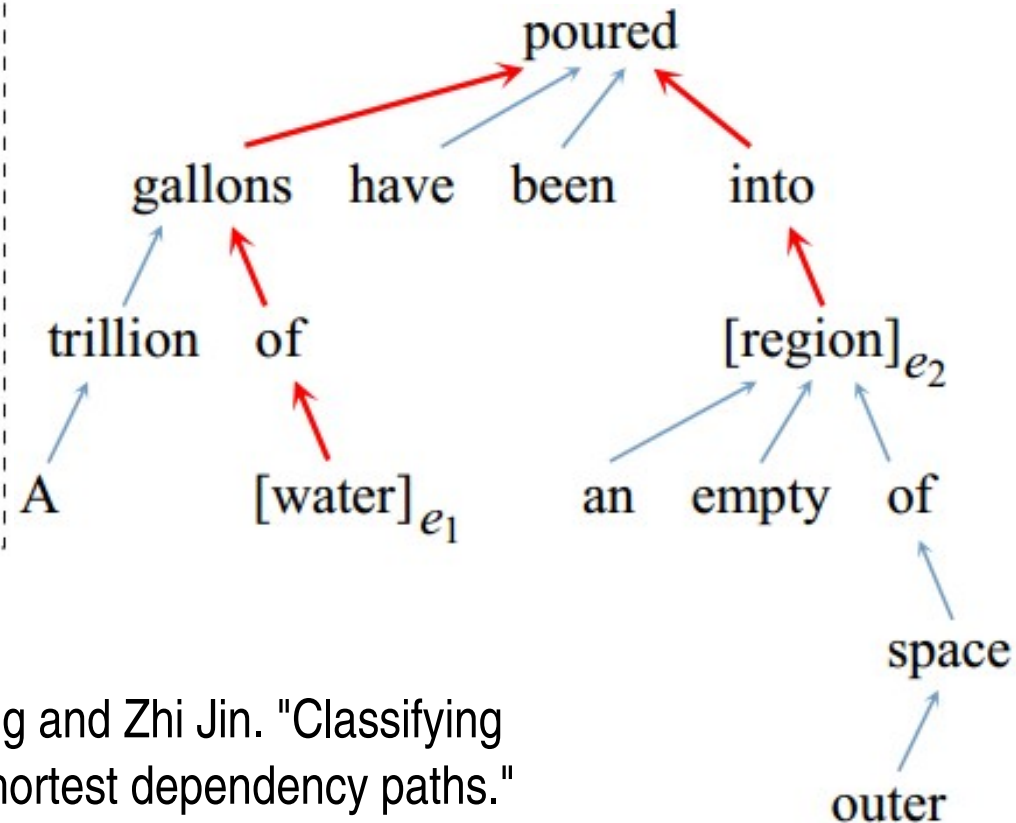 poured
gallons have been into
trillion of [region]e2
A [water]e1 an empty of
space
g and Zhi Jin. "Classifying
hortest dependency paths."
outer